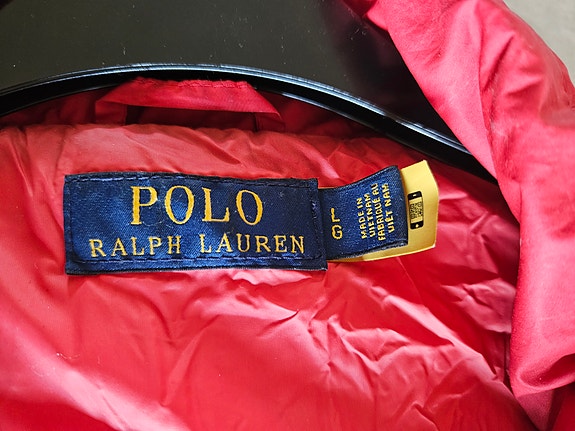 POLO
RALPH LAUREN
L
G
MADE IN
VIETNAM
FABRIQUÉ AU
VIET NAM